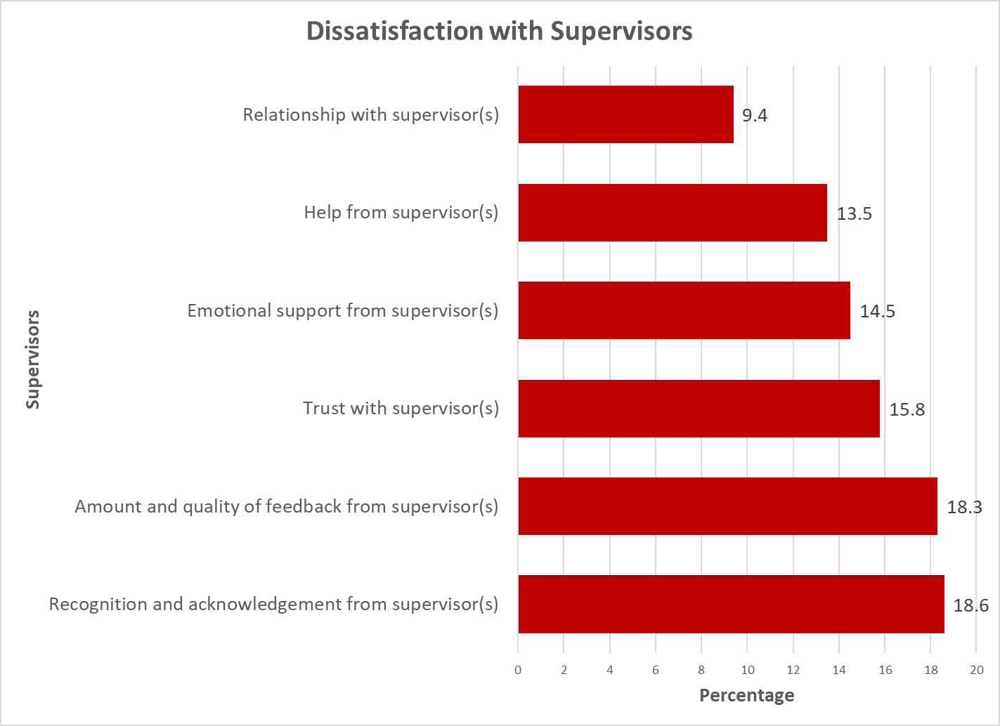 Dissatisfaction with Supervisors
Relationship with supervisor(s)
9.4
Help from supervisor(s)
13.5
Emotional support from supervisor(s)
14.5
Trust with supervisor(s)
15.8
Amount and quality of feedback from supervisor(s)
18.3
Recognition and acknowledgement from supervisor(s)
18.6
Supervisors
0 2 4 6 8 10 12 14 16 18 20
Percentage